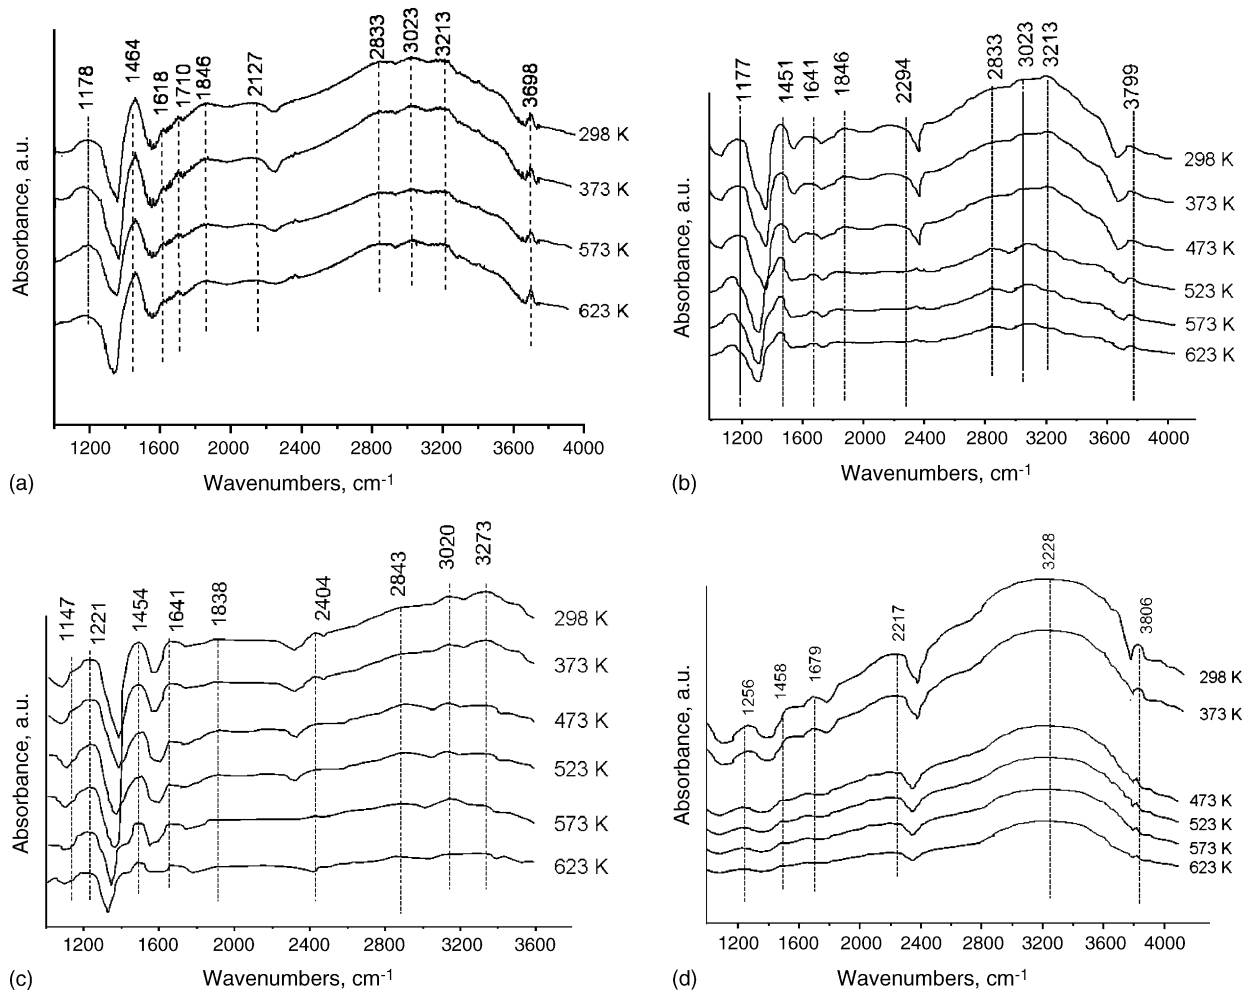 1178
1464
1618
1710
1846
2127
2833
3023
3213
3698
298 K
373 K
573 K
623 K
Absorbance, a.u.
1200 1600 2000 2400 2800 3200 3600 4000
Wavenumbers, cm-1
(a)
1177
1451
1641
1846
2294
2833
3023
3213
3799
298 K
373 K
473 K
523 K
573 K
623 K
Absorbance, a.u.
1200 1600 2000 2400 2800 3200 3600 4000
Wavenumbers, cm-1
(b)
1147
1221
1454
1641
1838
2404
2843
3020
3273
298 K
373 K
473 K
523 K
573 K
623 K
Absorbance, a.u.
1200 1600 2000 2400 2800 3200 3600
Wavenumbers, cm-1
(c)
1256
1458
1679
2217
3228
3806
298 K
373 K
473 K
523 K
573 K
623 K
Absorbance, a.u.
1200 1600 2000 2400 2800 3200 3600 4000
Wavenumbers, cm-1
(d)